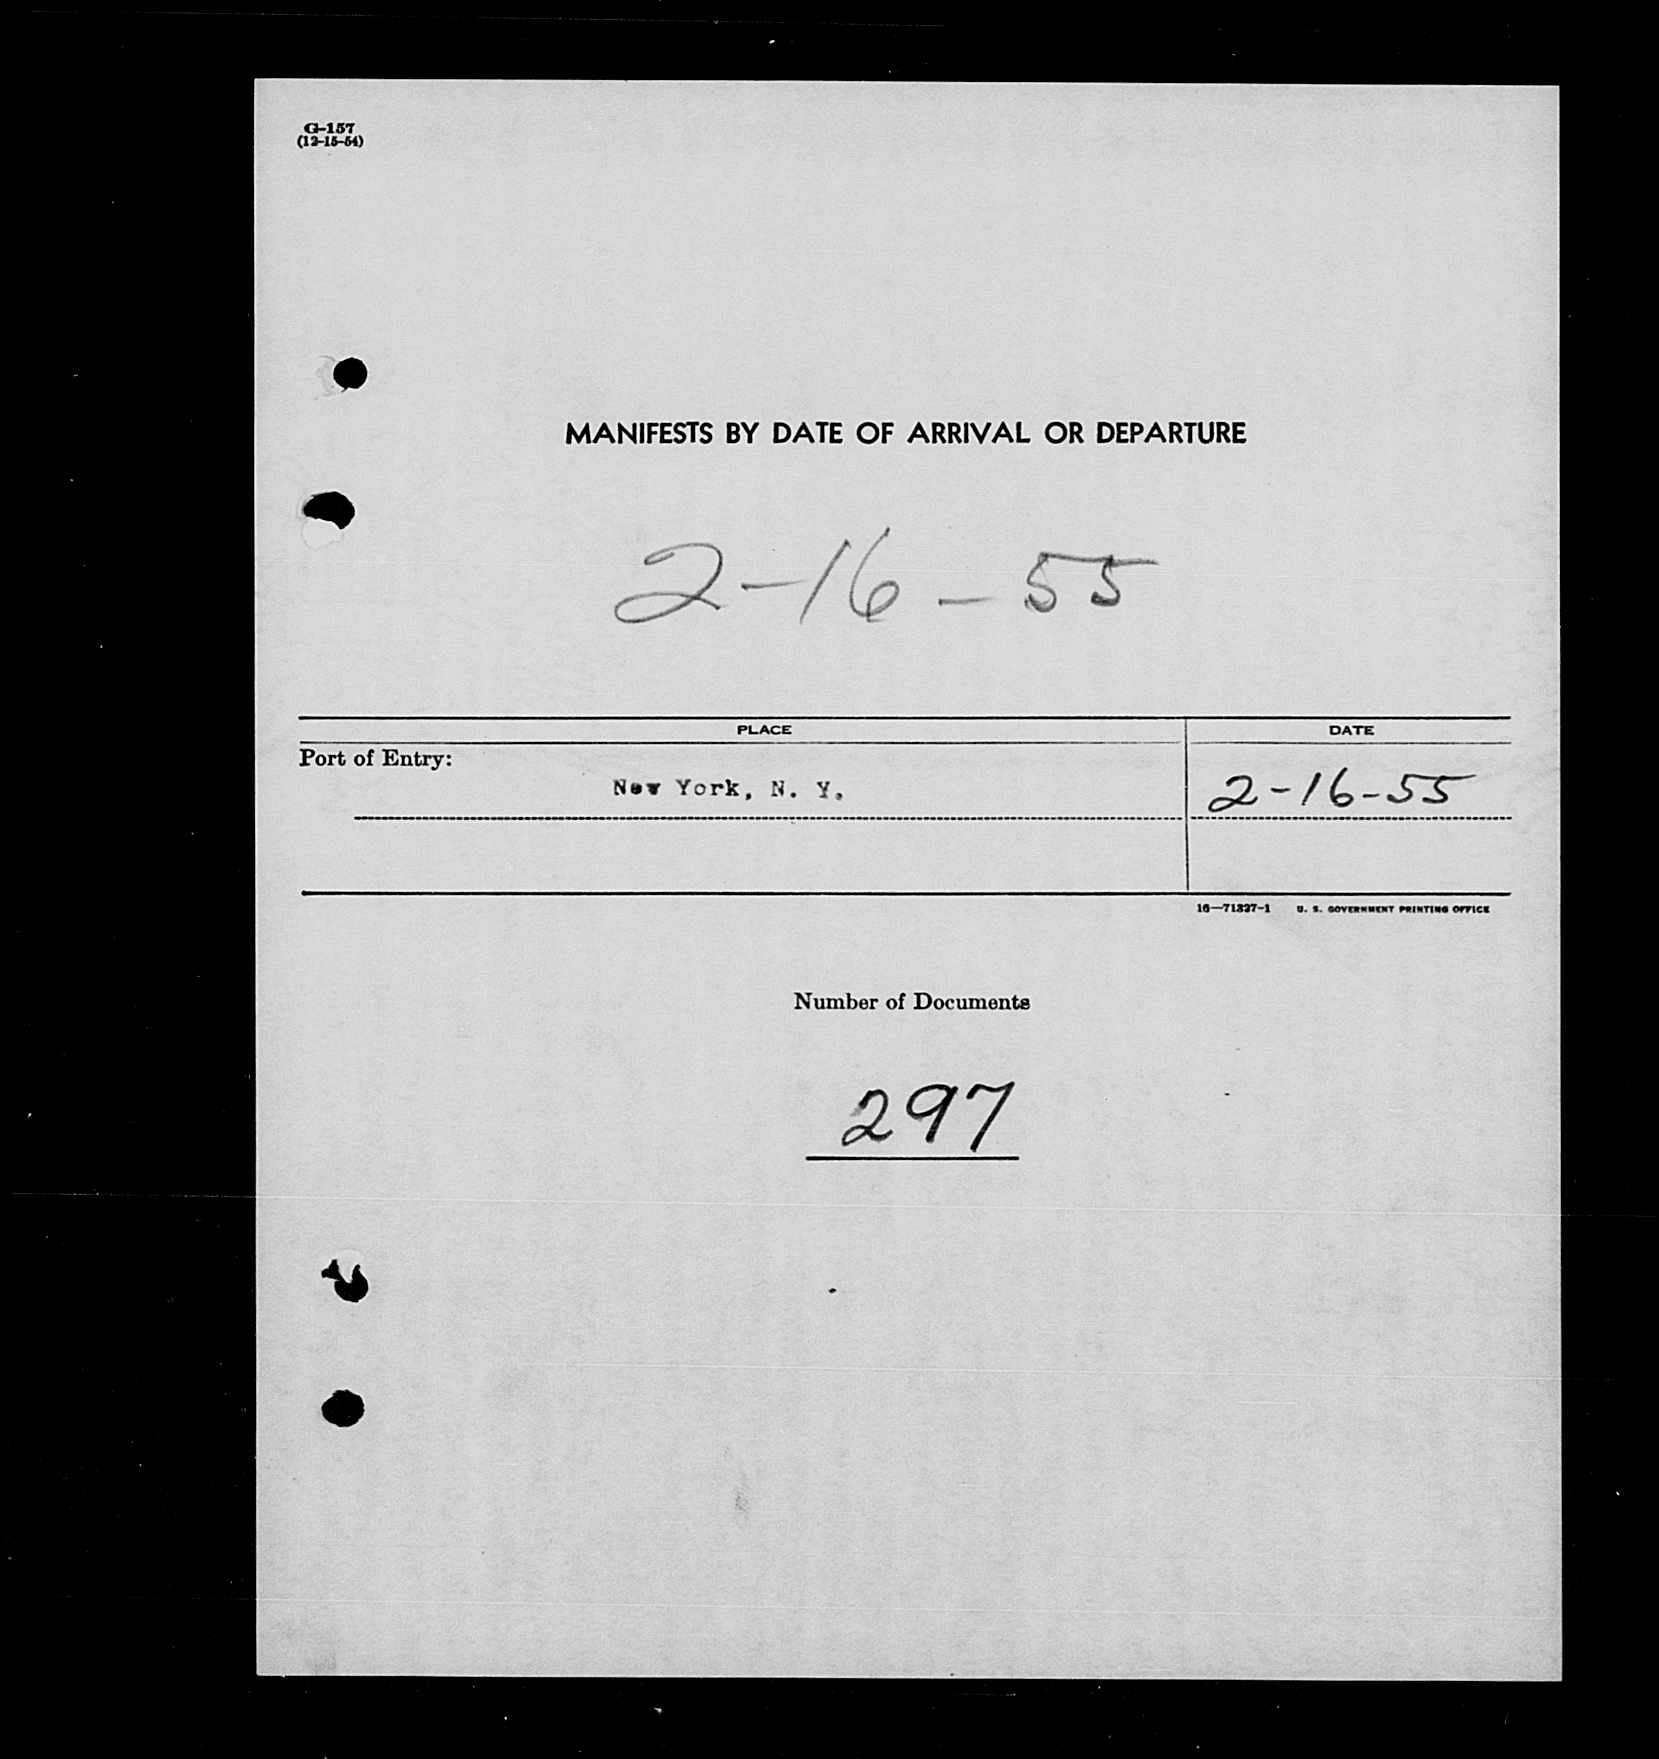 G-157
(12-15-54)
MANIFESTS BY DATE OF ARRIVAL OR DEPARTURE
2-16-55
PLACE DATE
Port of Entry:
New York, N. Y. 2-16-55
16—71327-1 U. S. GOVERNMENT PRINTING OFFICE
Number of Documents
297